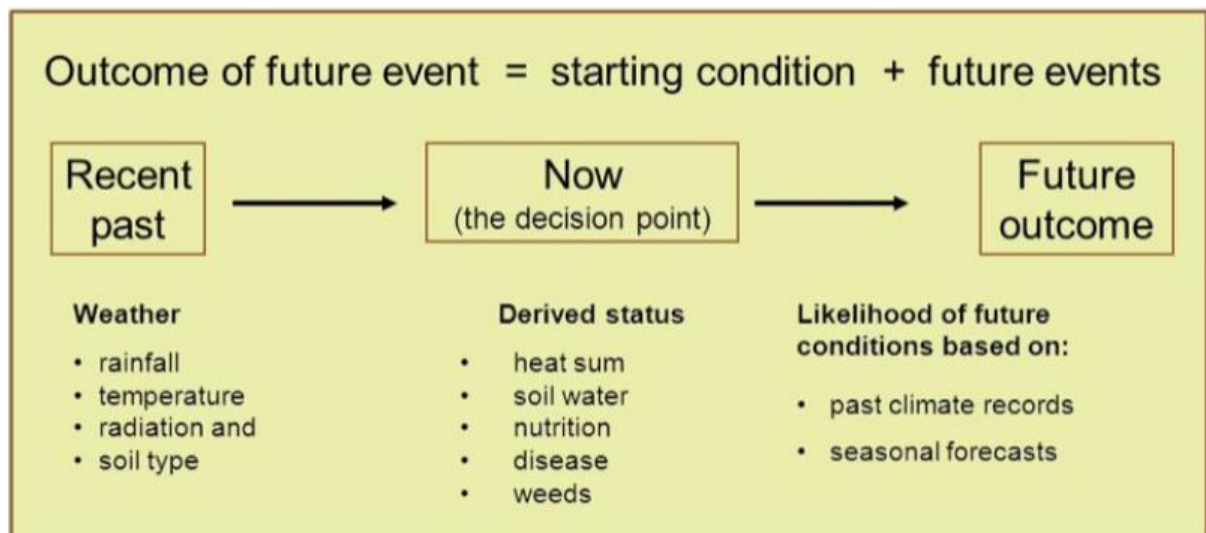 Outcome of future event = starting condition + future events
Recent
past
Now
(the decision point)
Future
outcome
Weather
• rainfall
• temperature
• radiation and
• soil type
Derived status
• heat sum
• soil water
• nutrition
• disease
• weeds
Likelihood of future
conditions based on:
• past climate records
• seasonal forecasts